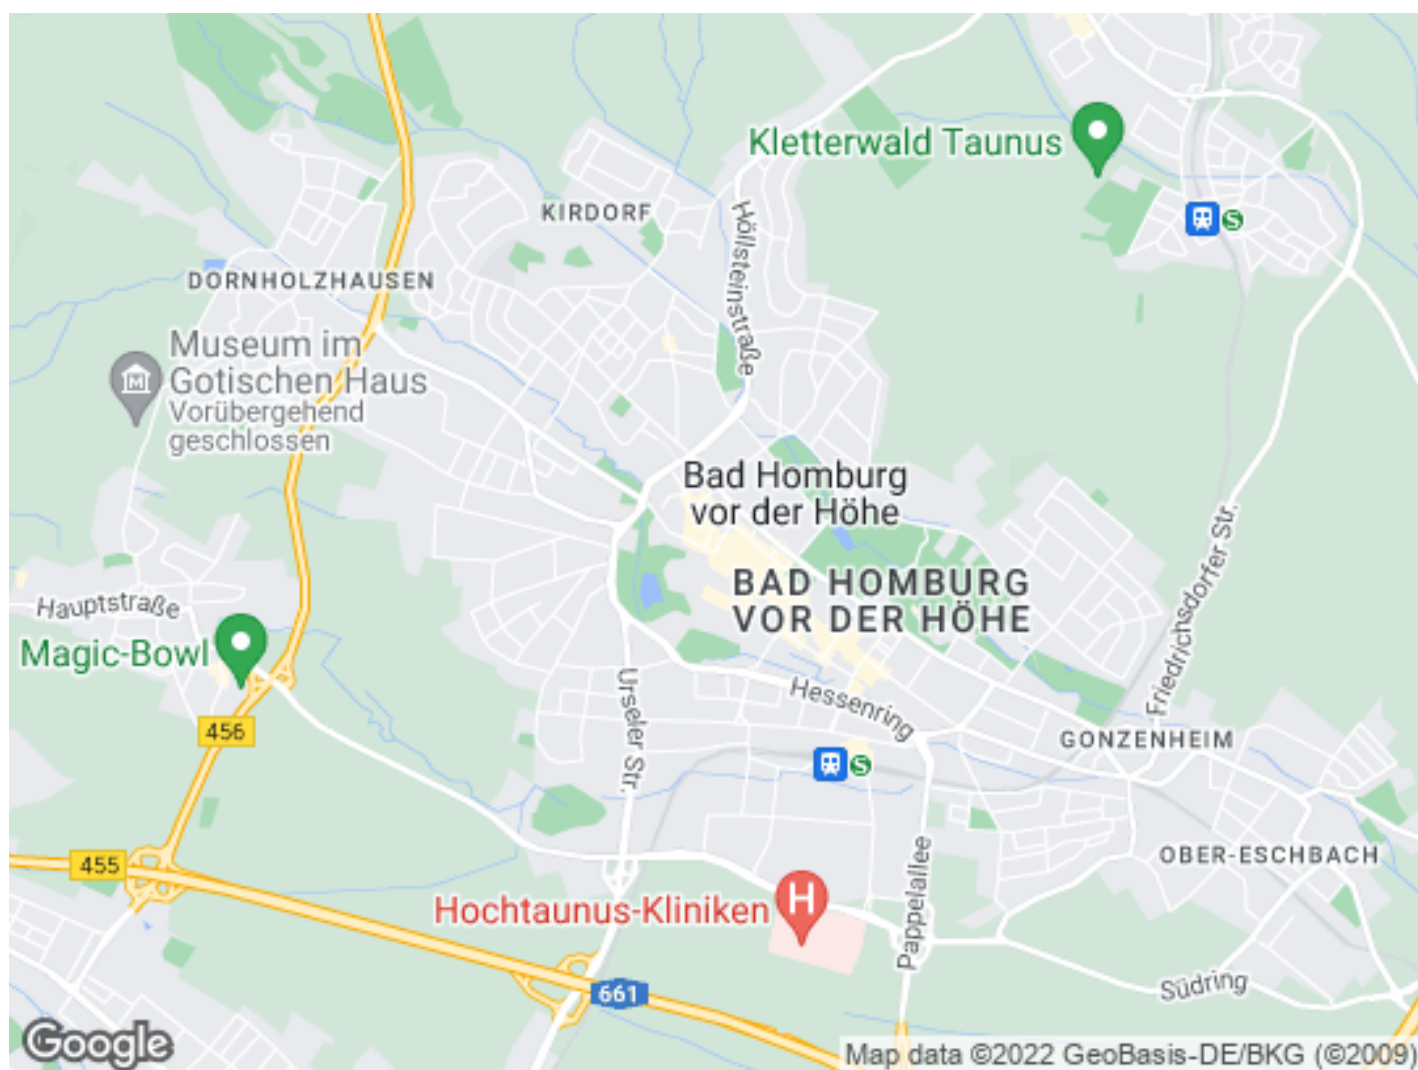 Kletterwald Taunus
S
KIRDORF
Höllsteinstraße
DORNHOLZHAUSEN
Museum im
Gotischen Haus
Vorübergehend
geschlossen
M
Bad Homburg
vor der Höhe
BAD HOMBURG
VOR DER HÖHE
Friedrichsdorfer Str.
Hauptstraße
Magic-Bowl
456
Urseler Str.
Hessenring
GONZENHEIM
S
455
Pappelallee
OBER-ESCHBACH
Hochtaunus-Kliniken
H
661
Südring
Google
Map data ©2022 GeoBasis-DE/BKG (©2009)